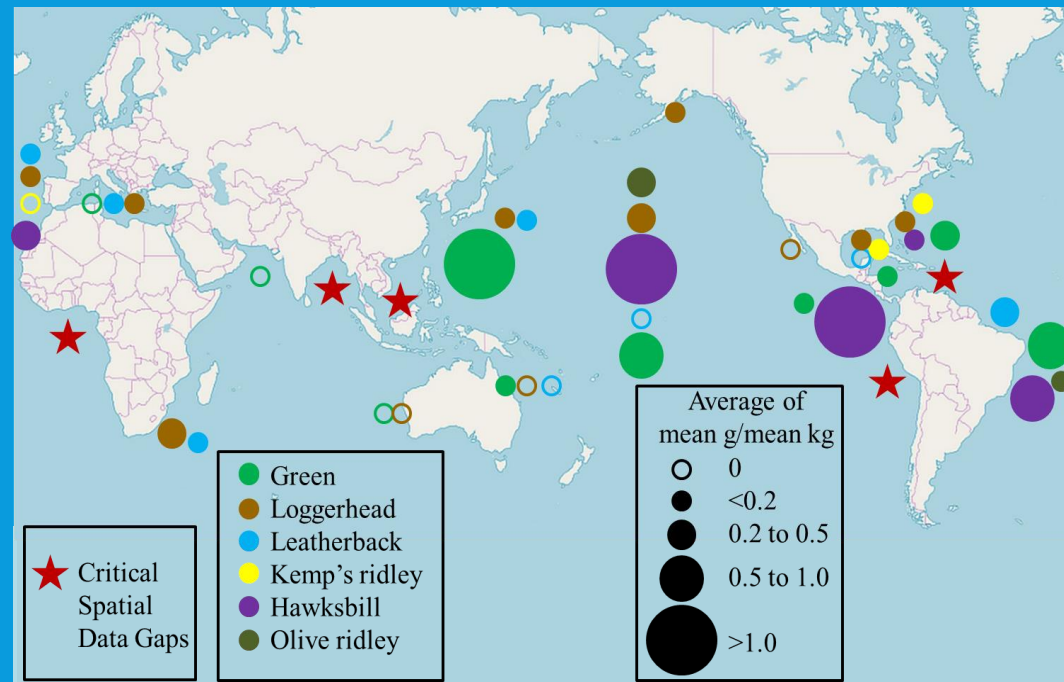 Critical
Spatial
Data Gaps
Green
Loggerhead
Leatherback
Kemp's ridley
Hawksbill
Olive ridley
Average of
mean g/mean kg
0
<0.2
0.2 to 0.5
0.5 to 1.0
>1.0